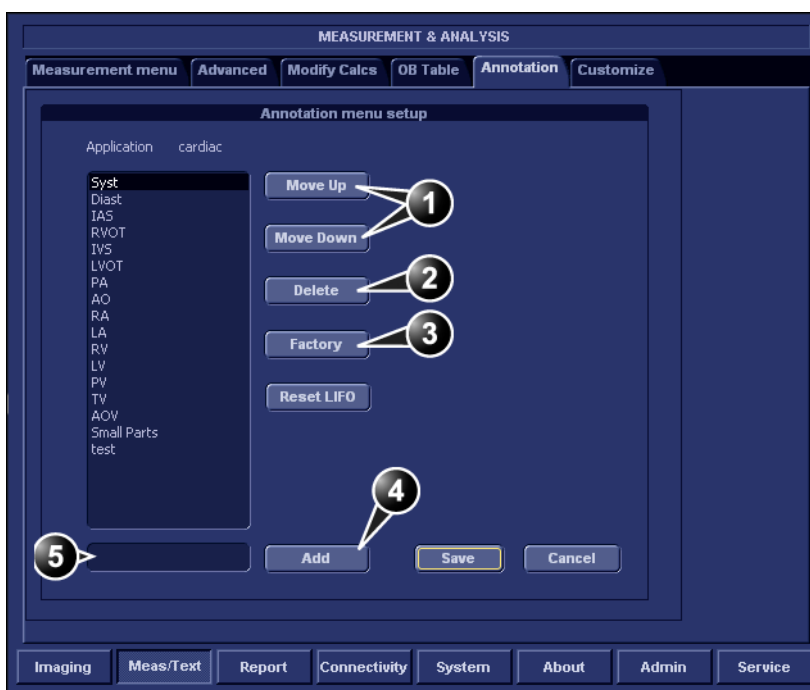 MEASUREMENT & ANALYSIS
Measurement menu Advanced Modify Calcs OB Table Annotation Customize
Annotation menu setup
Application cardiac
Syst
Diast
IAS
RVOT
IVS
LVOT
PA
AO
RA
LA
RV
LV
PV
TV
AOV
Small Parts
test
Move Up
1
Move Down
Delete
2
Factory
3
Reset LIFO
4
5
Add Save Cancel
Imaging Meas/Text Report Connectivity System About Admin Service